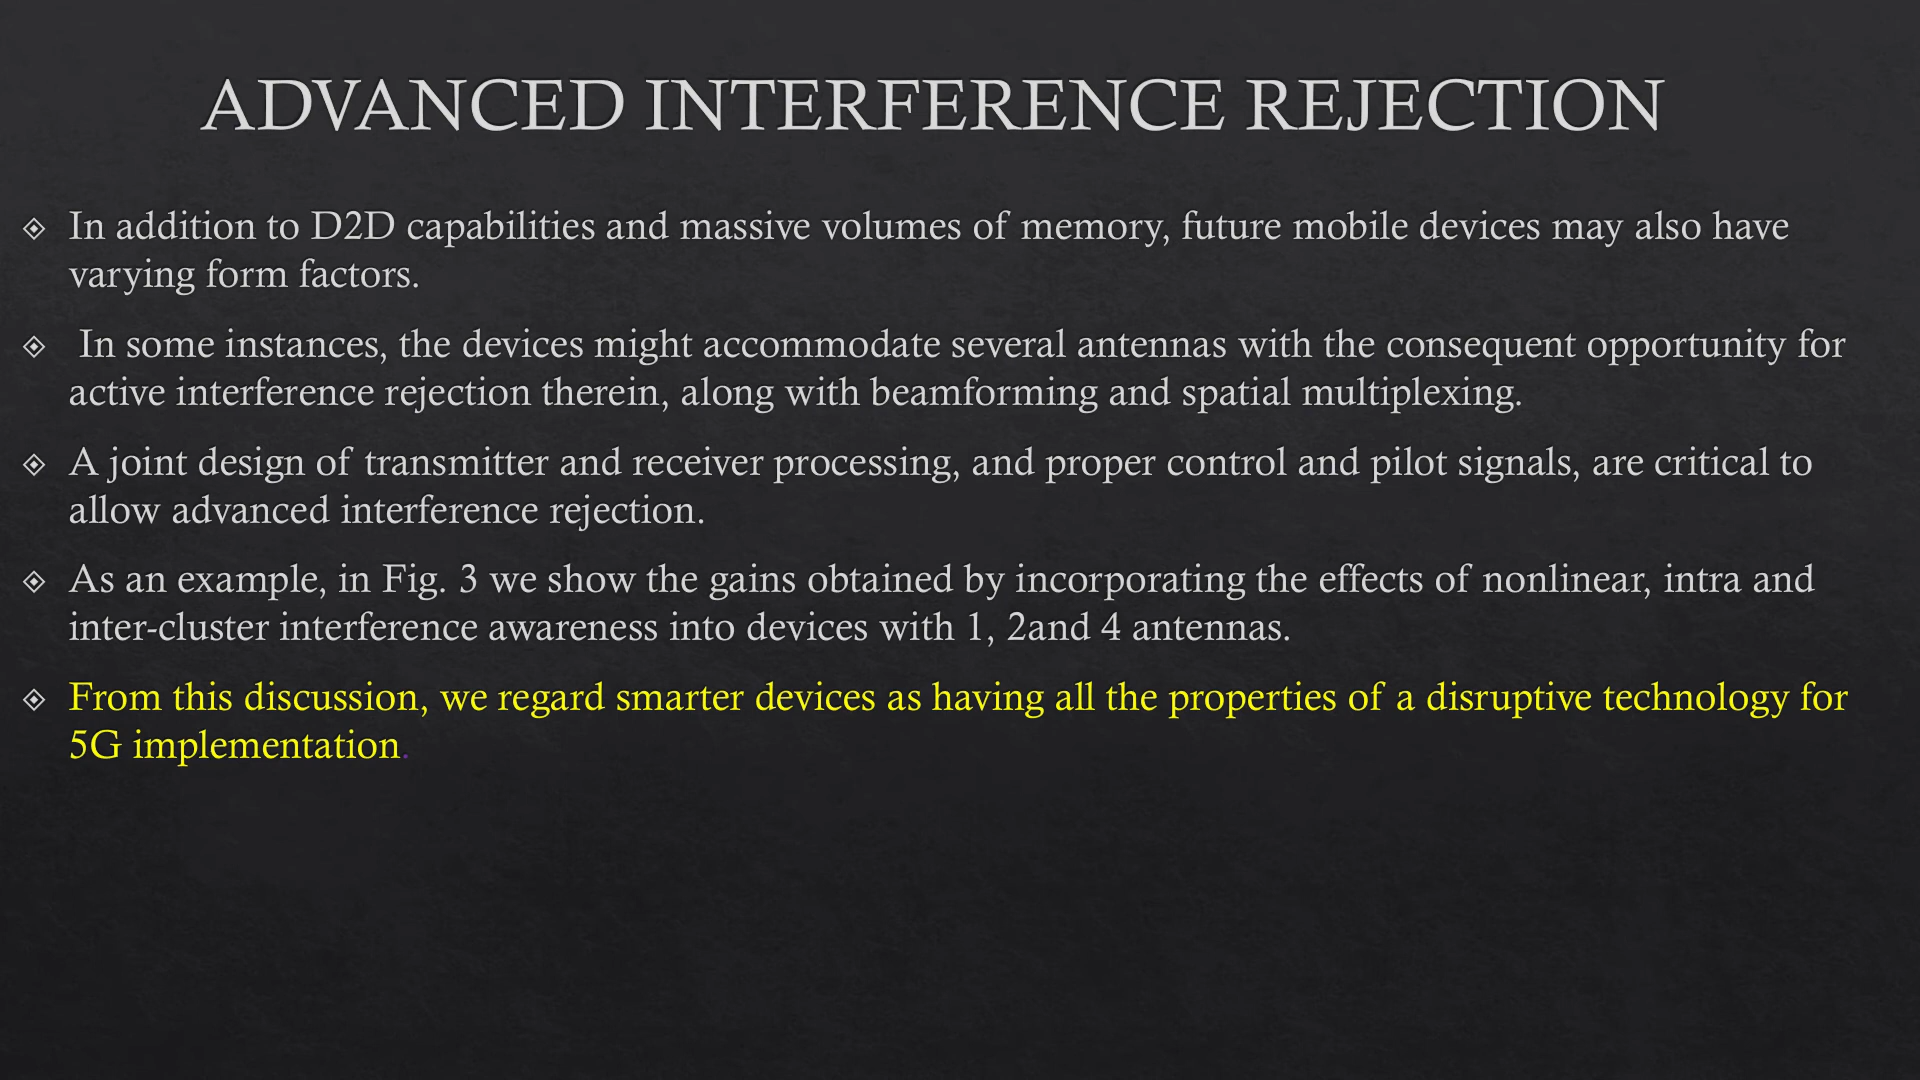 ADVANCED INTERFERENCE REJECTION
In addition to D2D capabilities and massive volumes of memory, future mobile devices may also have
varying form factors.
In some instances, the devices might accommodate several antennas with the consequent opportunity for
active interference rejection therein, along with beamforming and spatial multiplexing.
A joint design of transmitter and receiver processing, and proper control and pilot signals, are critical to
allow advanced interference rejection.
As an example, in Fig. 3 we show the gains obtained by incorporating the effects of nonlinear, intra and
inter-cluster interference awareness into devices with 1, 2and 4 antennas.
From this discussion, we regard smarter devices as having all the properties of a disruptive technology for
5G implementation.